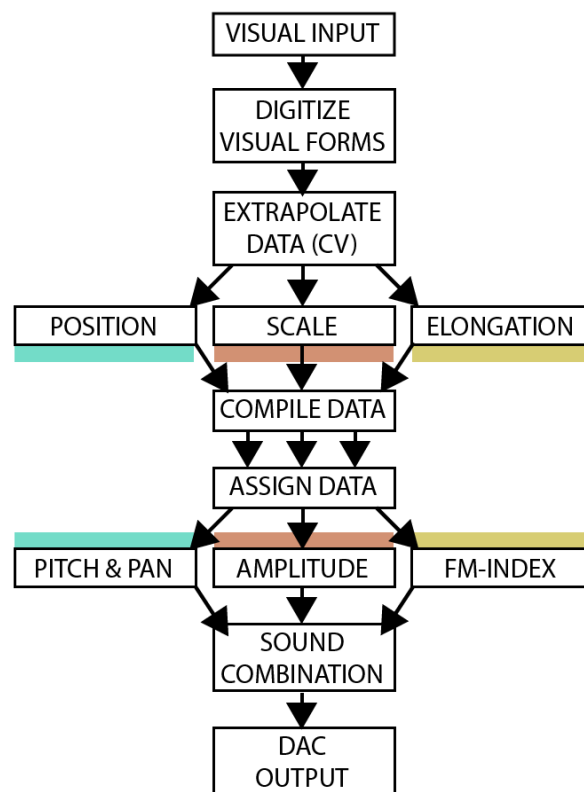 VISUAL INPUT
DIGITIZE
VISUAL FORMS
EXTRAPOLATE
DATA (CV)
POSITION
SCALE
ELONGATION
COMPILE DATA
ASSIGN DATA
PITCH & PAN
AMPLITUDE
FM-INDEX
SOUND
COMBINATION
DAC
OUTPUT